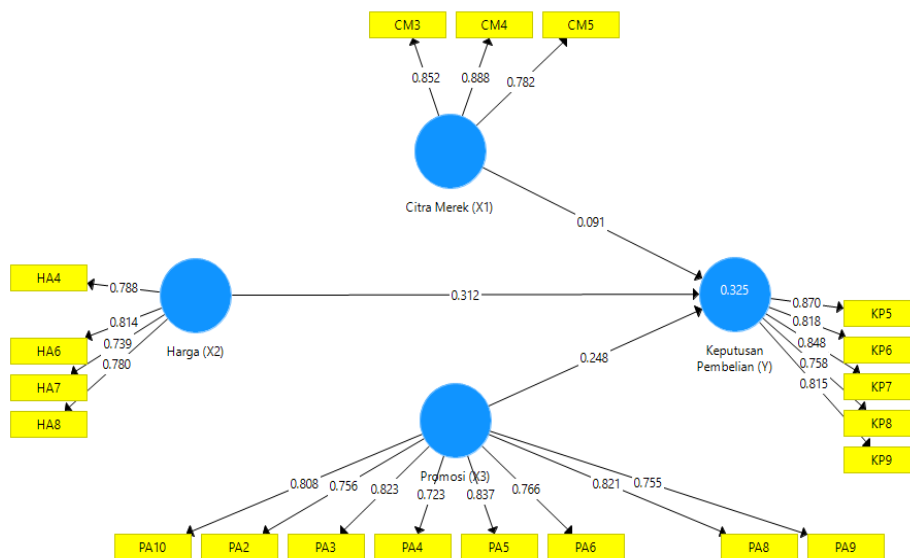 CM3 CM4 CM5
0.852 0.888 0.782
Citra Merek (X1)
0.091
HA4
HA6
HA7
HA8
0.788
0.814
0.739
0.780
Harga (X2)
0.312
0.325
Keputusan
Pembelian (Y)
0.870
0.818
0.848
0.758
0.815
KP5
KP6
KP7
KP8
KP9
0.248
Promosi (X3)
0.808 0.756 0.823 0.723 0.837 0.766 0.821 0.755
PA10 PA2 PA3 PA4 PA5 PA6 PA8 PA9